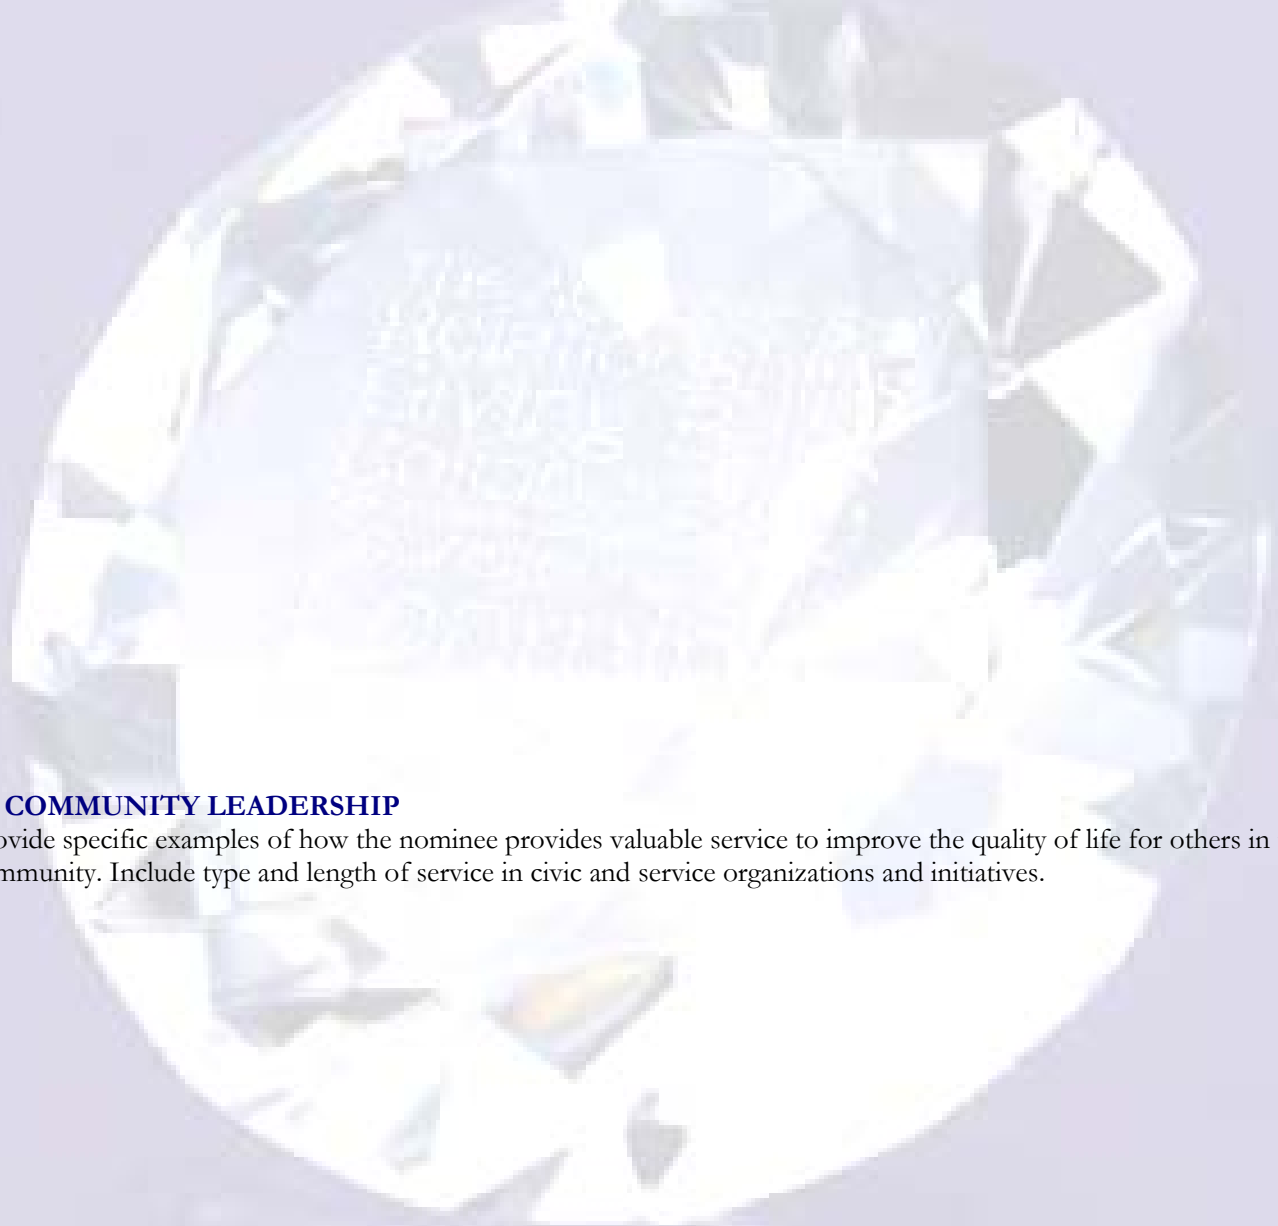 COMMUNITY LEADERSHIP
ovide specific examples of how the nominee provides valuable service to improve the quality of life for others in
mmunity. Include type and length of service in civic and service organizations and initiatives.